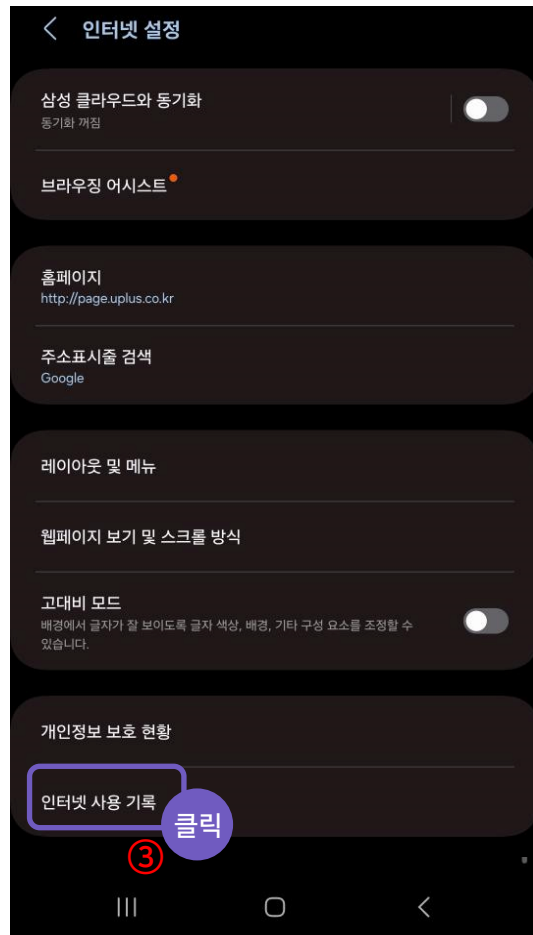 인터넷 설정
삼성 클라우드와 동기화
동기화 꺼짐
브라우징 어시스트
홈페이지
http://page.uplus.co.kr
주소표시줄 검색
Google
레이아웃 및 메뉴
웹페이지 보기 및 스크롤 방식
고대비 모드
배경에서 글자가 잘 보이도록 글자 색상, 배경, 기타 구성 요소를 조정할 수
있습니다.
개인정보 보호 현황
인터넷 사용 기록
클릭
③